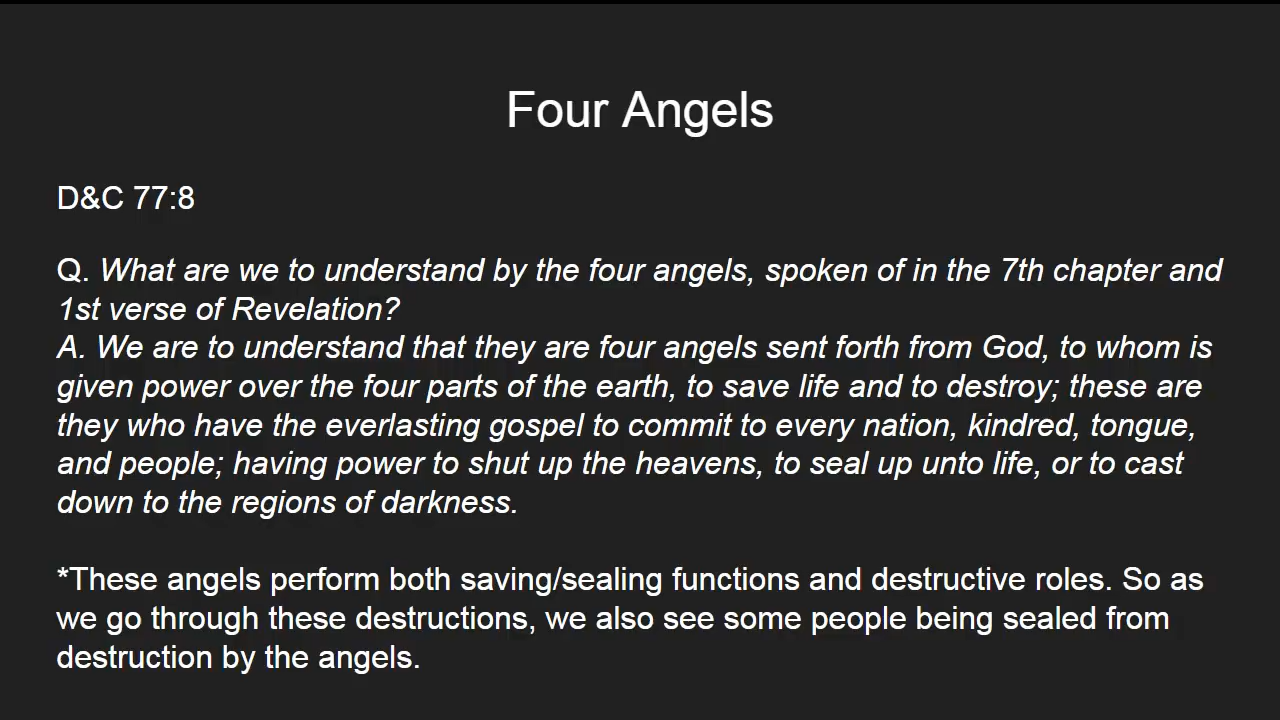 Four Angels
D&C 77:8
Q. What are we to understand by the four angels, spoken of in the 7th chapter and
1st verse of Revelation?
A. We are to understand that they are four angels sent forth from God, to whom is
given power over the four parts of the earth, to save life and to destroy; these are
they who have the everlasting gospel to commit to every nation, kindred, tongue,
and people; having power to shut up the heavens, to seal up unto life, or to cast
down to the regions of darkness.
*These angels perform both saving/sealing functions and destructive roles. So as
we go through these destructions, we also see some people being sealed from
destruction by the angels.